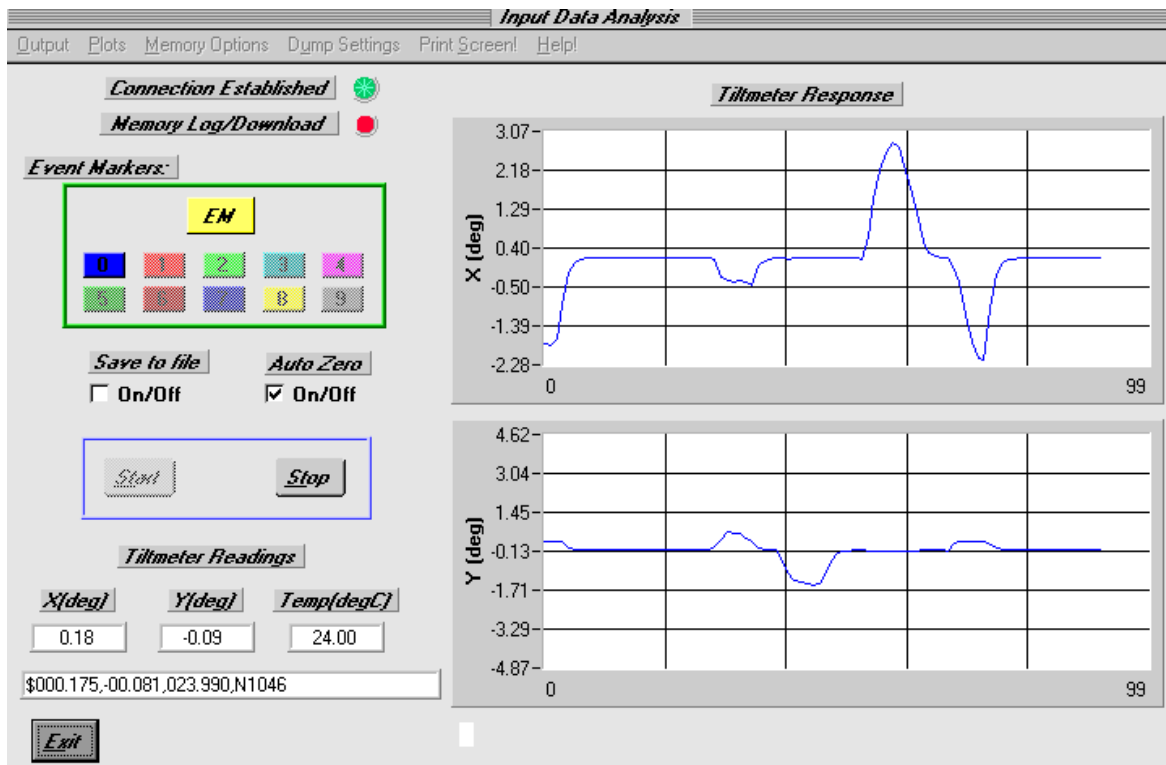 Input Data Analysis
Output Plots Memory Options Dump Settings Print Screen! Help!
Connection Established
Memory Log/Download
Event Markers:
EM
0 1 2 3 4
5 6 7 8 9
Save to file Auto Zero
On/Off On/Off
Start Stop
Tiltmeter Readings
X(deg) Y(deg) Temp(degC)
0.18 -0.09 24.00
$000.175,-00.081,023.990,N1046
Exit
Tiltmeter Response
X (deg)
3.07
2.18
1.29
0.40
-0.50
-1.39
-2.28
0 99
Y (deg)
4.62
3.04
1.45
-0.13
-1.71
-3.29
-4.87
0 99